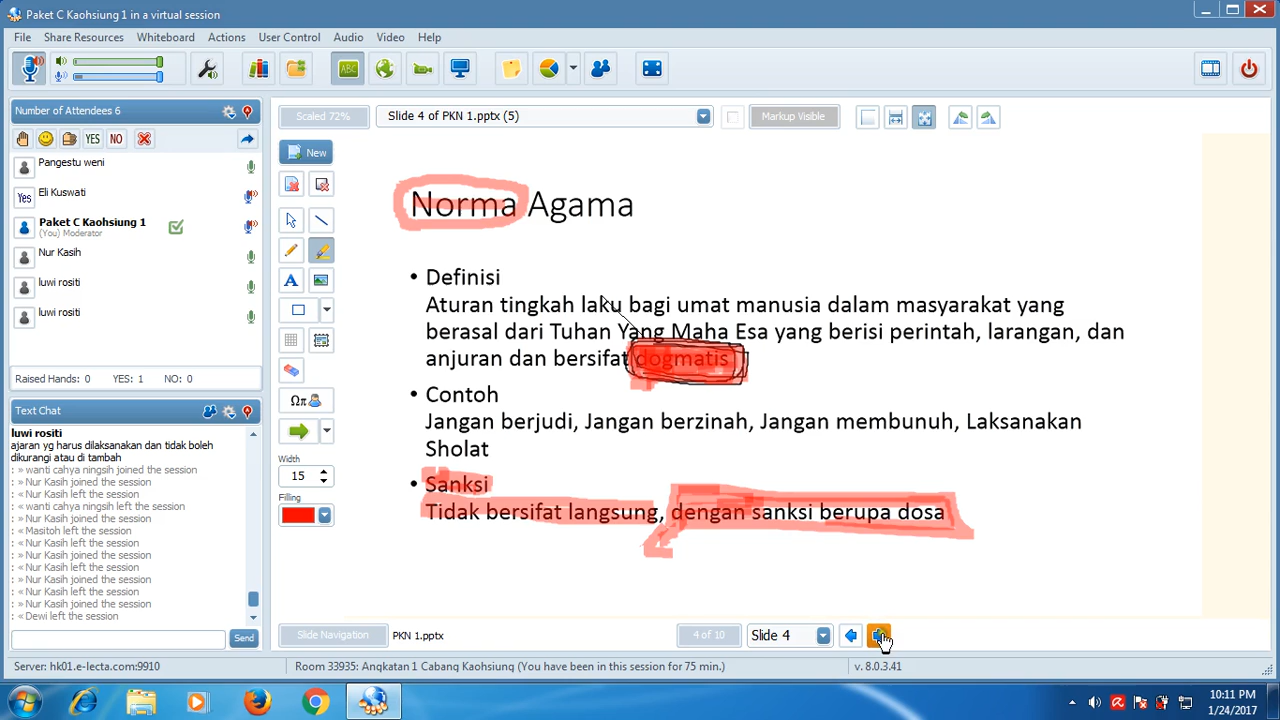 Paket C Kaohsiung 1 in a virtual session
File Share Resources Whiteboard Actions User Control Audio Video Help
ABC
Number of Attendees 6
YES NO
Pangestu weni
Yes Eli Kuswati
Paket C Kaohsiung 1
(You) Moderator
Nur Kasih
luwi rositi
luwi rositi
Raised Hands: 0 YES: 1 NO: 0
Text Chat
luwi rositi
ajaran yg harus dilaksanakan dan tidak boleh
dikurangi atau di tambah
: » wanti cahya ningsih joined the session
: » Nur Kasih joined the session
: « Nur Kasih left the session
: « wanti cahya ningsih left the session
: » Nur Kasih joined the session
: « Masitoh left the session
: » Nur Kasih joined the session
: » Nur Kasih joined the session
: « Nur Kasih left the session
: » Nur Kasih joined the session
: » Nur Kasih joined the session
: « Dewi left the session
Send
Scaled 72%
Slide 4 of PKN 1.pptx (5)
Markup Visible
New
A
Ωπ
Width
15
Filling
Norma Agama
• Definisi
Aturan tingkah laku bagi umat manusia dalam masyarakat yang
berasal dari Tuhan Yang Maha Esa yang berisi perintah, larangan, dan
anjuran dan bersifat dogmatis
• Contoh
Jangan berjudi, Jangan berzinah, Jangan membunuh, Laksanakan
Sholat
• Sanksi
Tidak bersifat langsung, dengan sanksi berupa dosa
Slide Navigation PKN 1.pptx 4 of 10 Slide 4
Server: hk01.e-lecta.com:9910 Room 33935: Angkatan 1 Cabang Kaohsiung (You have been in this session for 75 min.) v. 8.0.3.41
10:11 PM
1/24/2017